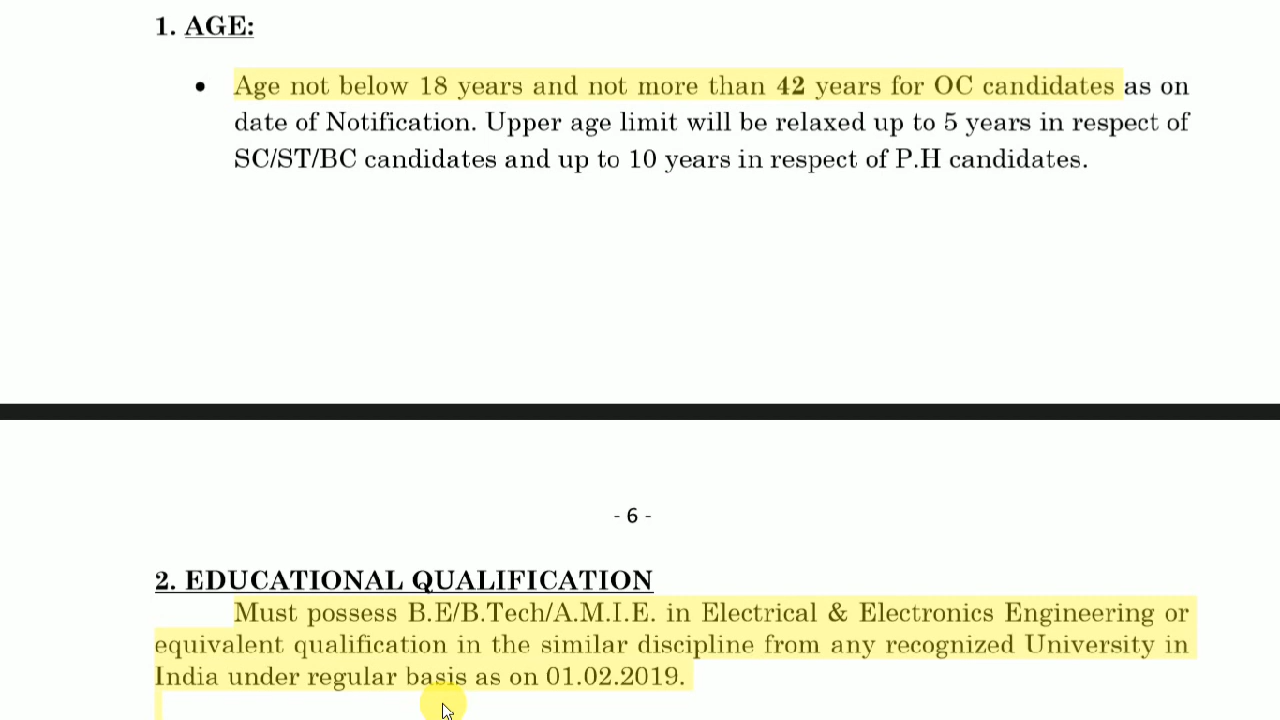 1. AGE:
• Age not below 18 years and not more than 42 years for OC candidates as on
date of Notification. Upper age limit will be relaxed up to 5 years in respect of
SC/ST/BC candidates and up to 10 years in respect of P.H candidates.
- 6 -
2. EDUCATIONAL QUALIFICATION
Must possess B.E/B.Tech/A.M.I.E. in Electrical & Electronics Engineering or
equivalent qualification in the similar discipline from any recognized University in
India under regular basis as on 01.02.2019.